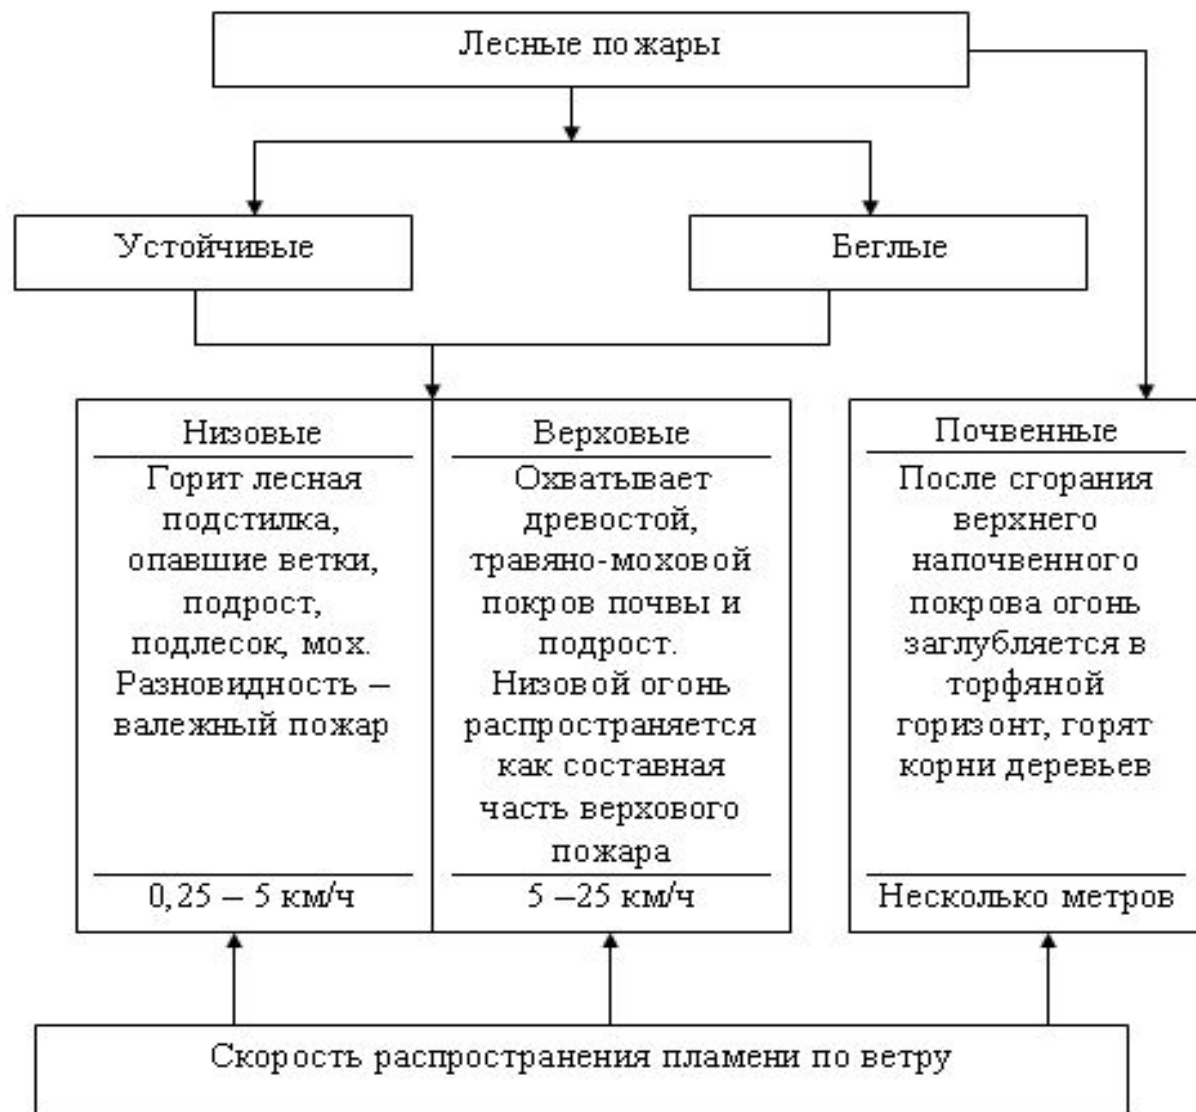 Лесные пожары
Устойчивые
Беглые
Низовые
Горит лесная
подстилка,
опавшие ветки,
подрост,
подлесок, мох.
Разновидность –
валежный пожар
0,25 – 5 км/ч
Верховые
Охватывает
древостой,
травяно-моховой
покров почвы и
подрост.
Низовой огонь
распространяется
как составная
часть верхового
пожара
5 –25 км/ч
Почвенные
После сгорания
верхнего
напочвенного
покрова огонь
заглубляется в
торфяной
горизонт, горят
корни деревьев
Несколько метров
Скорость распространения пламени по ветру